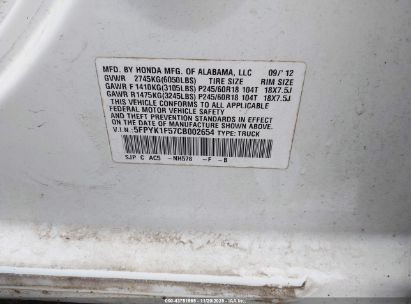 MFD. BY HONDA MFG. OF ALABAMA, LLC 09/'12
GVWR 2745KG(6050LBS) TIRE SIZE RIM SIZE
GAWR F 1410KG(3105LBS) P245/60R18 104T 18X7.5J
GAWR R1475KG(3245LBS) P245/60R18 104T 18X7.5J
THIS VEHICLE CONFORMS TO ALL APPLICABLE
FEDERAL MOTOR VEHICLE SAFETY
AND THEFT PREVENTION STANDARDS IN EFFECT
ON THE DATE OF MANUFACTURE SHOWN ABOVE.
V.I.N.: 5FPYK1F57CB002654 TYPE: TRUCK
SJP C AC5 -NH578 -F -B